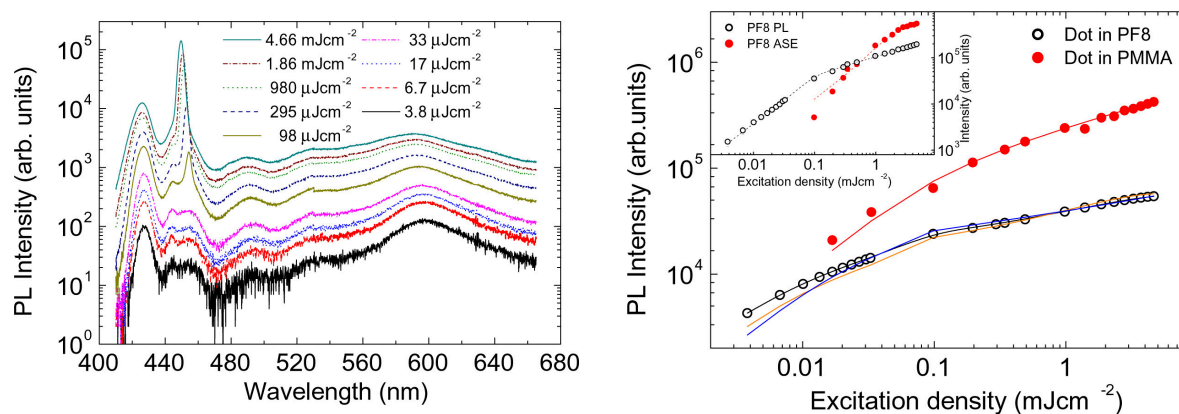 PL Intensity (arb. units)
10⁵
10⁴
10³
10²
10¹
10⁰
4.66 mJcm⁻²
1.86 mJcm⁻²
980 µJcm⁻²
295 µJcm⁻²
98 µJcm⁻²
33 µJcm⁻²
17 µJcm⁻²
6.7 µJcm⁻²
3.8 µJcm⁻²
400 440 480 520 560 600 640 680
Wavelength (nm)
PL Intensity (arb.units)
10⁶
10⁵
10⁴
PF8 PL
PF8 ASE
10⁵
10⁴
10³
Intensity (arb. units)
0.01 0.1 1
Excitation density (mJcm⁻²)
Dot in PF8
Dot in PMMA
0.01 0.1 1
Excitation density (mJcm⁻²)